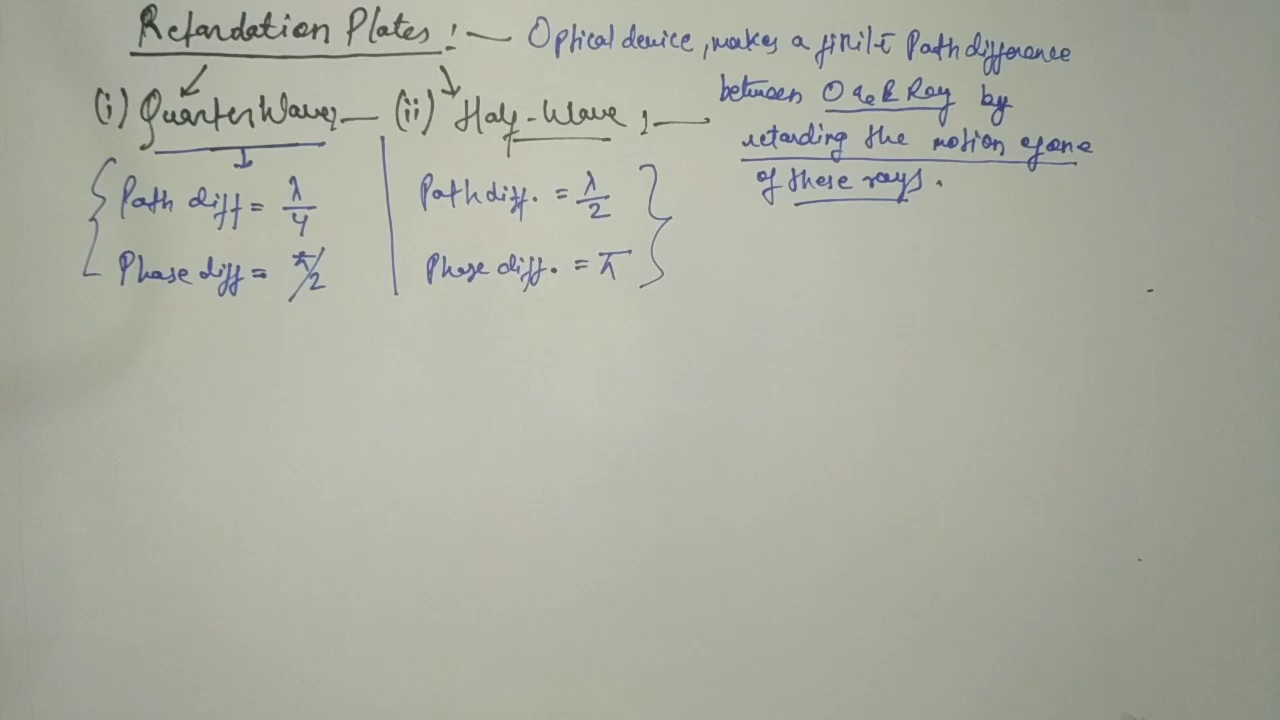 Retardation Plates :— Optical device, makes a finite Path difference
between O & E Ray by
retarding the motion of one
of these rays.
(i) Quarter Wave, — (ii) Half-Wave ; —
Path diff = λ/4
Phase diff = π/2
Path diff. = λ/2
Phase diff. = π